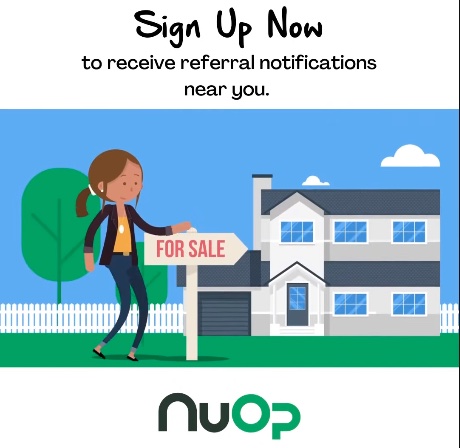 Sign Up Now
to receive referral notifications
near you.
FOR SALE
nuOp